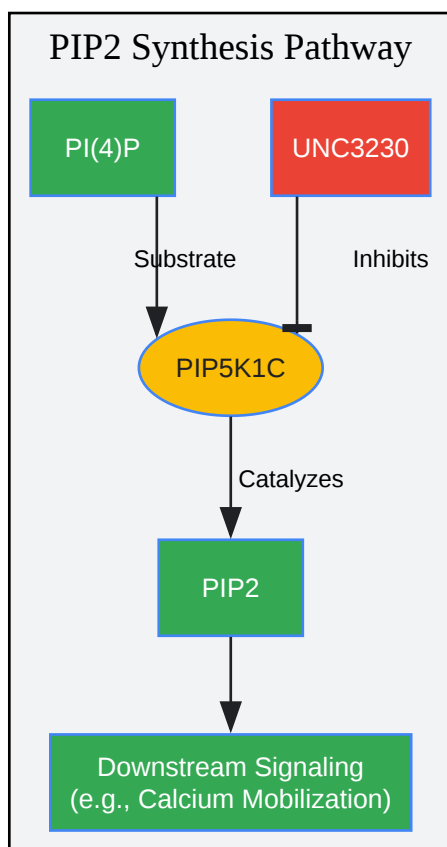 PIP2 Synthesis Pathway
PI(4)P
UNC3230
Substrate
Inhibits
PIP5K1C
Catalyzes
PIP2
Downstream Signaling
(e.g., Calcium Mobilization)